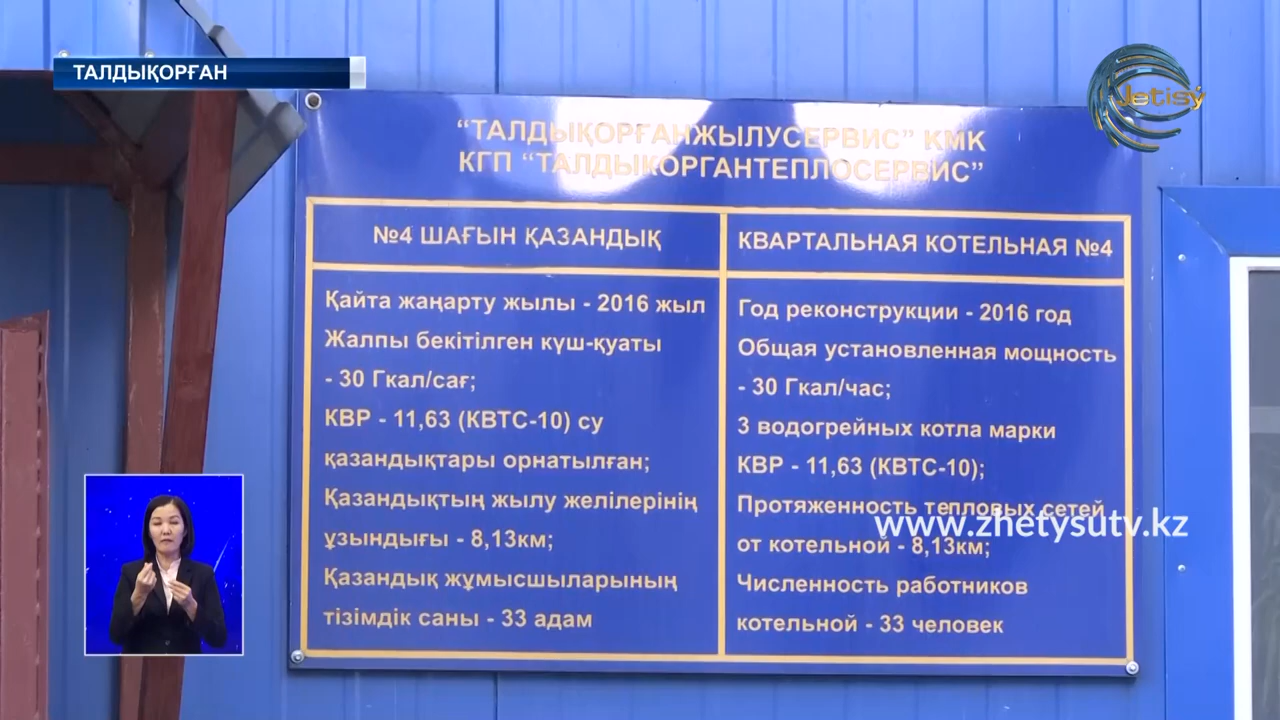 ТАЛДЫҚОРҒАН
Jetisý
“ТАЛДЫҚОРҒАНЖЫЛУСЕРВИС” КМК
КГП “ТАЛДЫКОРГАНТЕПЛОСЕРВИС”
№4 ШАҒЫН ҚАЗАНДЫҚ
Қайта жаңарту жылы - 2016 жыл
Жалпы бекітілген күш-қуаты
- 30 Гкал/сағ;
КВР - 11,63 (КВТС-10) су
қазандықтары орнатылған;
Қазандықтың жылу желілерінің
ұзындығы - 8,13км;
Қазандық жұмысшыларының
тізімдік саны - 33 адам
КВАРТАЛЬНАЯ КОТЕЛЬНАЯ №4
Год реконструкции - 2016 год
Общая установленная мощность
- 30 Гкал/час;
3 водогрейных котла марки
КВР - 11,63 (КВТС-10);
Протяженность тепловых сетей
от котельной - 8,13км;
Численность работников
котельной - 33 человек
www.zhetysutv.kz